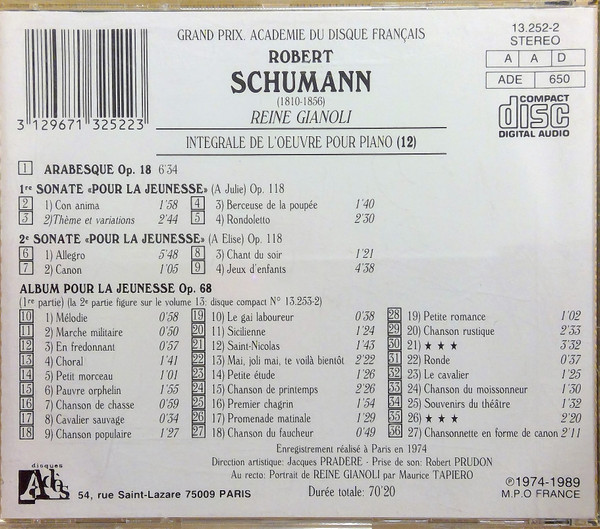 GRAND PRIX. ACADEMIE DU DISQUE FRANÇAIS
13.252-2
STEREO
A A D
ADE 650
ROBERT
SCHUMANN
(1810-1856)
REINE GIANOLI
COMPACT
disc
DIGITAL AUDIO
3 129671 325223
INTEGRALE DE L'OEUVRE POUR PIANO (12)
1 ARABESQUE Op. 18 6'34
1re SONATE «POUR LA JEUNESSE» (A Julie) Op. 118
2 1) Con anima 1'58
3 2) Thème et variations 2'44
4 3) Berceuse de la poupée 1'40
5 4) Rondoletto 2'30
2e SONATE «POUR LA JEUNESSE» (A Elise) Op. 118
6 1) Allegro 5'48
7 2) Canon 1'05
8 3) Chant du soir 1'21
9 4) Jeux d'enfants 4'38
ALBUM POUR LA JEUNESSE Op. 68
(1re partie) (la 2e partie figure sur le volume 13: disque compact N° 13.253-2)
10 1) Mélodie 0'58
11 2) Marche militaire 0'50
12 3) En fredonnant 0'57
13 4) Choral 1'41
14 5) Petit morceau 1'01
15 6) Pauvre orphelin 1'55
16 7) Chanson de chasse 0'59
17 8) Cavalier sauvage 0'34
18 9) Chanson populaire 1'27
19 10) Le gai laboureur 0'38
20 11) Sicilienne 1'24
21 12) Saint-Nicolas 1'43
22 13) Mai, joli mai, te voilà bientôt 2'22
23 14) Petite étude 1'26
24 15) Chanson de printemps 2'26
25 16) Premier chagrin 1'54
26 17) Promenade matinale 1'29
27 18) Chanson du faucheur 0'49
28 19) Petite romance 1'02
29 20) Chanson rustique 2'33
30 21) ★ ★ ★ 3'32
31 22) Ronde 0'37
32 23) Le cavalier 1'25
33 24) Chanson du moissonneur 1'30
34 25) Souvenirs du théâtre 1'32
35 26) ★ ★ ★ 2'20
36 27) Chansonnette en forme de canon 2'11
Enregistrement réalisé à Paris en 1974
Direction artistique: Jacques PRADERE - Prise de son: Robert PRUDON
Au recto: Portrait de REINE GIANOLI par Maurice TAPIERO
Durée totale: 70'20
disques
Adès
54, rue Saint-Lazare 75009 PARIS
℗1974-1989
M.P.O FRANCE